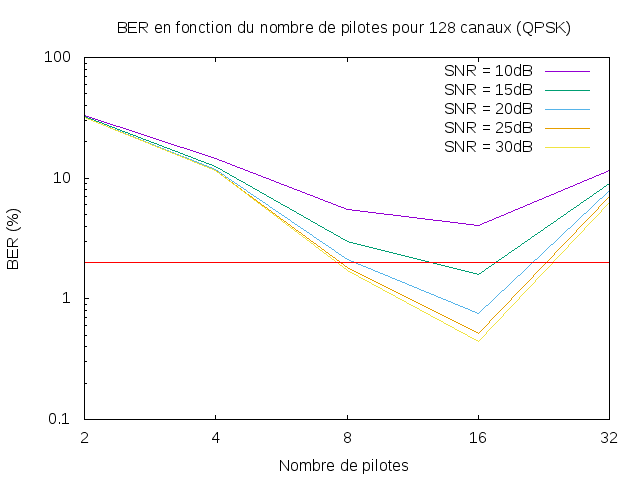 BER en fonction du nombre de pilotes pour 128 canaux (QPSK)
100
10
1
0.1
BER (%)
SNR = 10dB
SNR = 15dB
SNR = 20dB
SNR = 25dB
SNR = 30dB
2 4 8 16 32
Nombre de pilotes